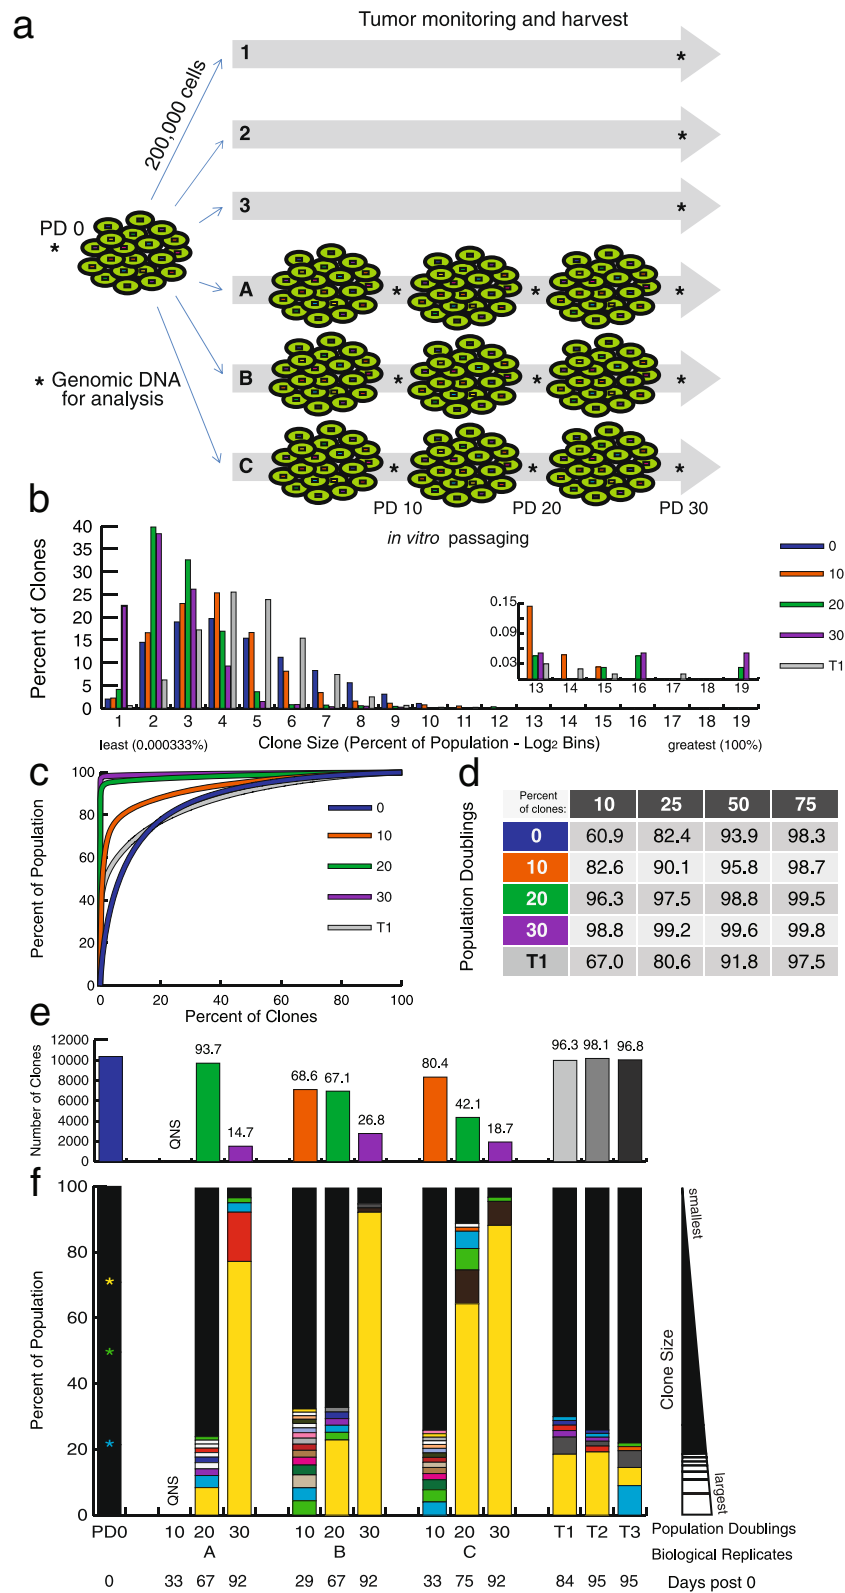 a
Tumor monitoring and harvest
200,000 cells
1
*
2
*
3
*
PD 0
*
A
* * *
B
* * *
C
* * *
* Genomic DNA
for analysis
PD 10 PD 20 PD 30
in vitro passaging
b
Percent of Clones
40
35
30
25
20
15
10
5
0
1 2 3 4 5 6 7 8 9 10 11 12 13 14 15 16 17 18 19
least (0.000333%) Clone Size (Percent of Population - Log2 Bins) greatest (100%)
0.15
0.09
0.03
13 14 15 16 17 18 19
0
10
20
30
T1
c
Percent of Population
100
80
60
40
20
0
0 20 40 60 80 100
Percent of Clones
0
10
20
30
T1
d
Population Doublings
Percent of clones: 10 25 50 75
0 60.9 82.4 93.9 98.3
10 82.6 90.1 95.8 98.7
20 96.3 97.5 98.8 99.5
30 98.8 99.2 99.6 99.8
T1 67.0 80.6 91.8 97.5
e
Number of Clones
12000
10000
8000
6000
4000
2000
0
QNS
93.7
14.7
68.6
67.1
26.8
80.4
42.1
18.7
96.3 98.1 96.8
f
Percent of Population
100
80
60
40
20
0
*
*
*
QNS
Clone Size
smallest
largest
PD0 10 20 30 10 20 30 10 20 30 T1 T2 T3 Population Doublings
A B C Biological Replicates
0 33 67 92 29 67 92 33 75 92 84 95 95 Days post 0